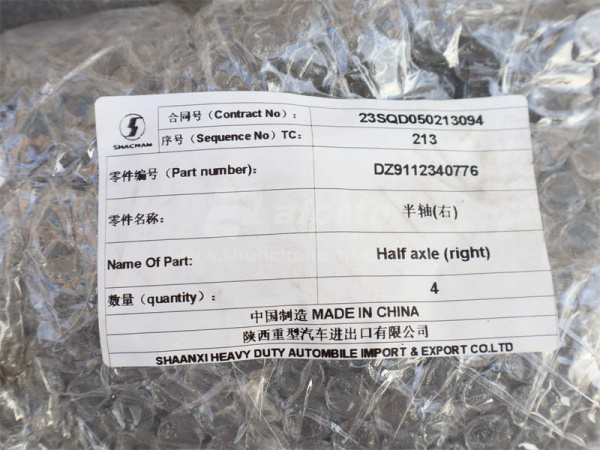 SHACMAN
合同号（Contract No）： 23SQD050213094
序号（Sequence No）TC: 213
零件编号（Part number): DZ9112340776
零件名称： 半轴(右)
Name Of Part: Half axle (right)
数量（quantity）： 4
中国制造 MADE IN CHINA
陕西重型汽车进出口有限公司
SHAANXI HEAVY DUTY AUTOMBILE IMPORT & EXPORT CO.LTD